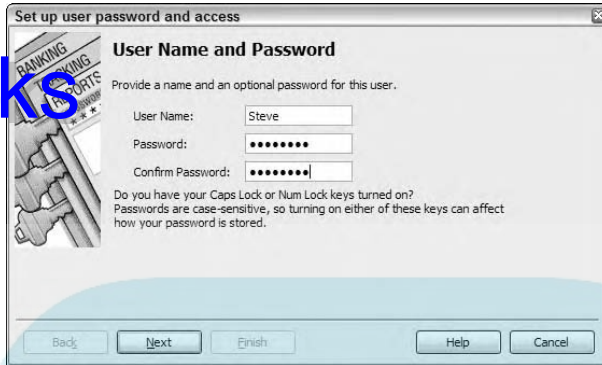 Set up user password and access
BANKING
TRACKING
REPORTS
ks
User Name and Password
Provide a name and an optional password for this user.
User Name: Steve
Password: ••••••••
Confirm Password: ••••••••
Do you have your Caps Lock or Num Lock keys turned on?
Passwords are case-sensitive, so turning on either of these keys can affect
how your password is stored.
Back Next Finish Help Cancel